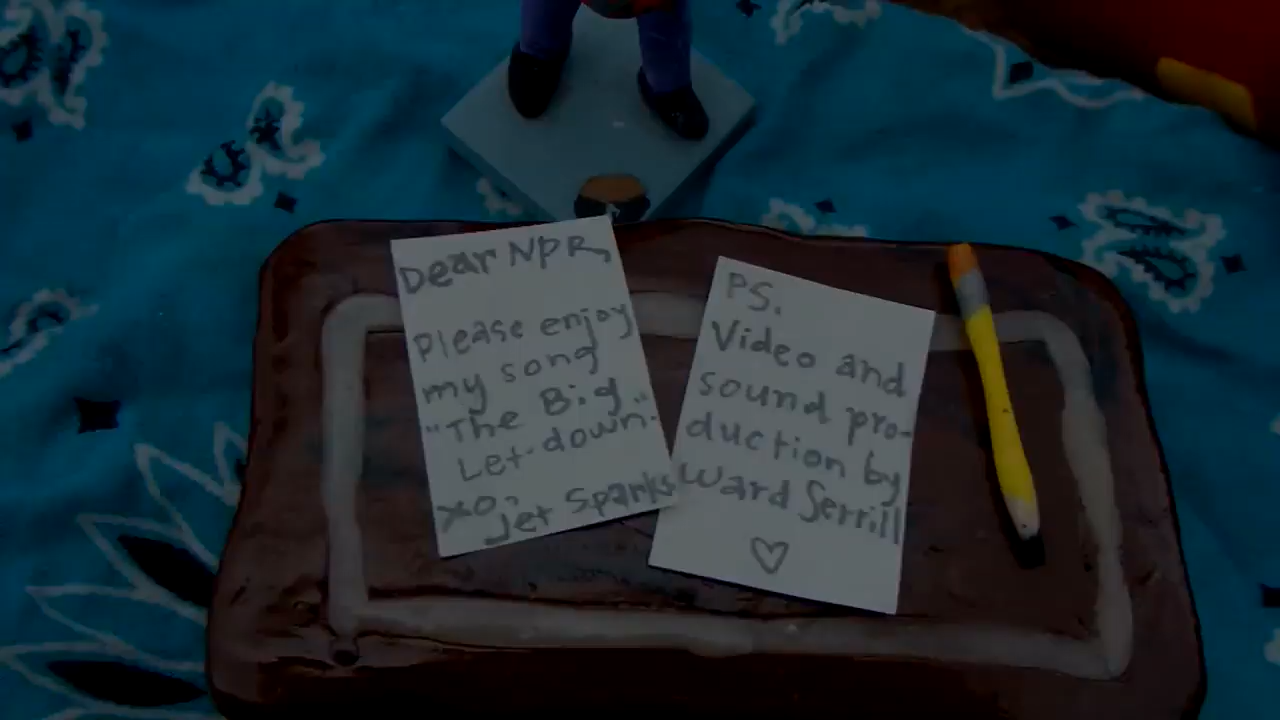 Dear NPR,
Please enjoy
my song
"The Big
Let-down."
xo,
Jet Sparks
PS.
Video and
sound pro-
duction by
Ward Serrill
♡